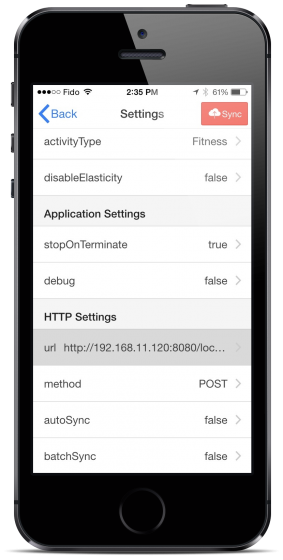 ●●●○○ Fido 2:35 PM 61%
Back Settings Sync
activityType Fitness
disableElasticity false
Application Settings
stopOnTerminate true
debug false
HTTP Settings
url http://192.168.11.120:8080/loc...
method POST
autoSync false
batchSync false